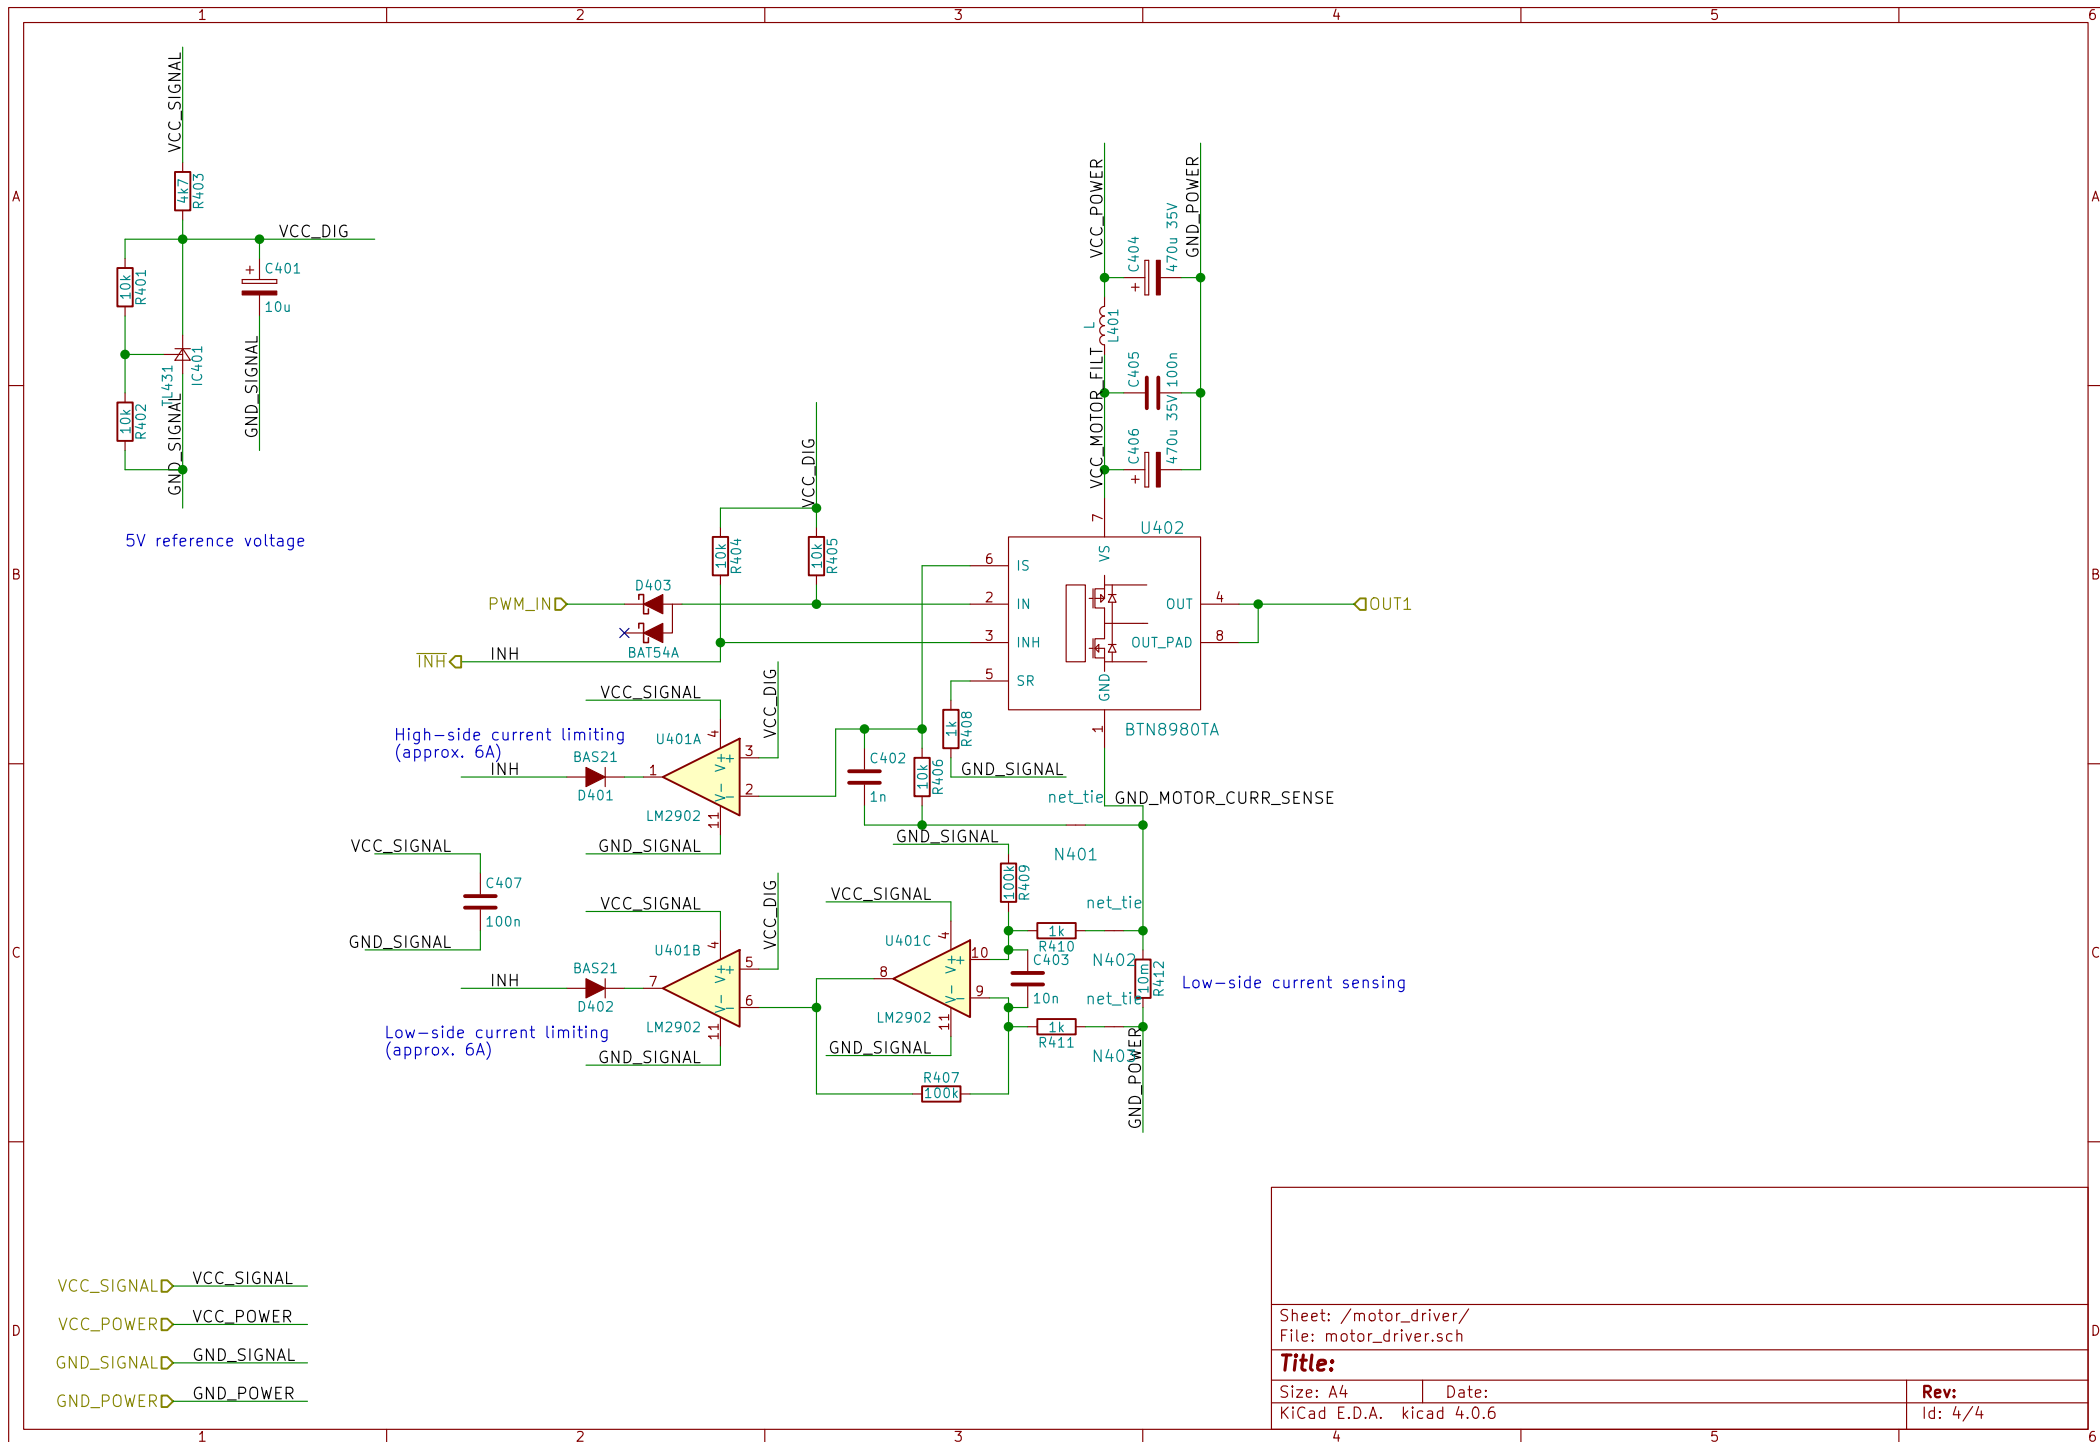 1 2 3 4 5 6
A
B
C
D
A
B
C
D
VCC_SIGNAL
4k7
R403
VCC_DIG
10k
R401
+ C401
10u
GND_SIGNAL
TL431
IC401
10k
R402
GND_SIGNAL
5V reference voltage
VCC_POWER
GND_POWER
C404
470u 35V
+
L
L401
VCC_MOTOR_FILT
C405
100n
C406
470u 35V
+
VCC_DIG
10k
R404
10k
R405
D403
PWM_IN
BAT54A
INH
INH
U402
7
VS
6 IS
2 IN
3 INH
5 SR
OUT 4
OUT_PAD 8
GND
1
BTN8980TA
OUT1
VCC_SIGNAL
VCC_DIG
High-side current limiting
(approx. 6A)
INH
BAS21
D401
U401A
4
1
V+
+
3
V-
-
2
11
LM2902
GND_SIGNAL
C402
1n
10k
R406
1k
R408
GND_SIGNAL
net_tie
GND_MOTOR_CURR_SENSE
N401
GND_SIGNAL
100k
R409
VCC_SIGNAL
C407
100n
GND_SIGNAL
VCC_SIGNAL
VCC_DIG
U401B
4
BAS21
INH
D402
7
V+
+
5
V-
-
6
11
LM2902
GND_SIGNAL
Low-side current limiting
(approx. 6A)
VCC_SIGNAL
U401C
4
8
V+
+
10
V-
-
9
11
LM2902
GND_SIGNAL
net_tie
1k
R410
C403
10n
N402
net_tie
10m
R412
Low-side current sensing
1k
R411
N403
GND_POWER
R407
100k
VCC_SIGNAL VCC_SIGNAL
VCC_POWER VCC_POWER
GND_SIGNAL GND_SIGNAL
GND_POWER GND_POWER
Sheet: /motor_driver/
File: motor_driver.sch
Title:
Size: A4 Date: Rev:
KiCad E.D.A. kicad 4.0.6 Id: 4/4
1 2 3 4 5 6